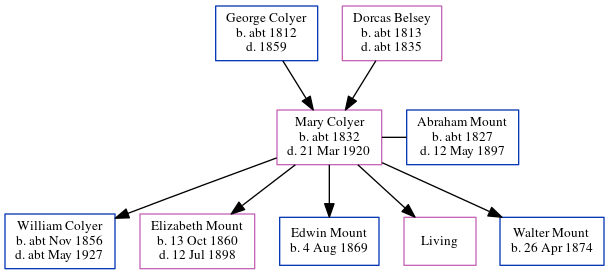 George Colyer
b. abt 1812
d. 1859
Dorcas Belsey
b. abt 1813
d. abt 1835
Mary Colyer
b. abt 1832
d. 21 Mar 1920
Abraham Mount
b. abt 1827
d. 12 May 1897
William Colyer
b. abt Nov 1856
d. abt May 1927
Elizabeth Mount
b. 13 Oct 1860
d. 12 Jul 1898
Edwin Mount
b. 4 Aug 1869
Living
Walter Mount
b. 26 Apr 1874